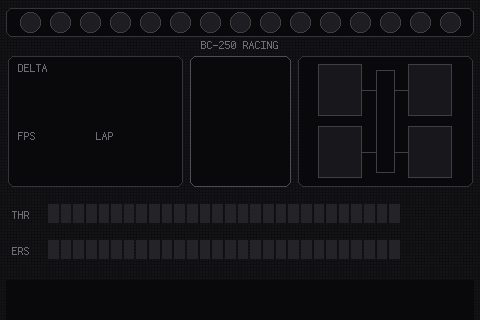 BC-250 RACING
DELTA
FPS LAP
THR
ERS